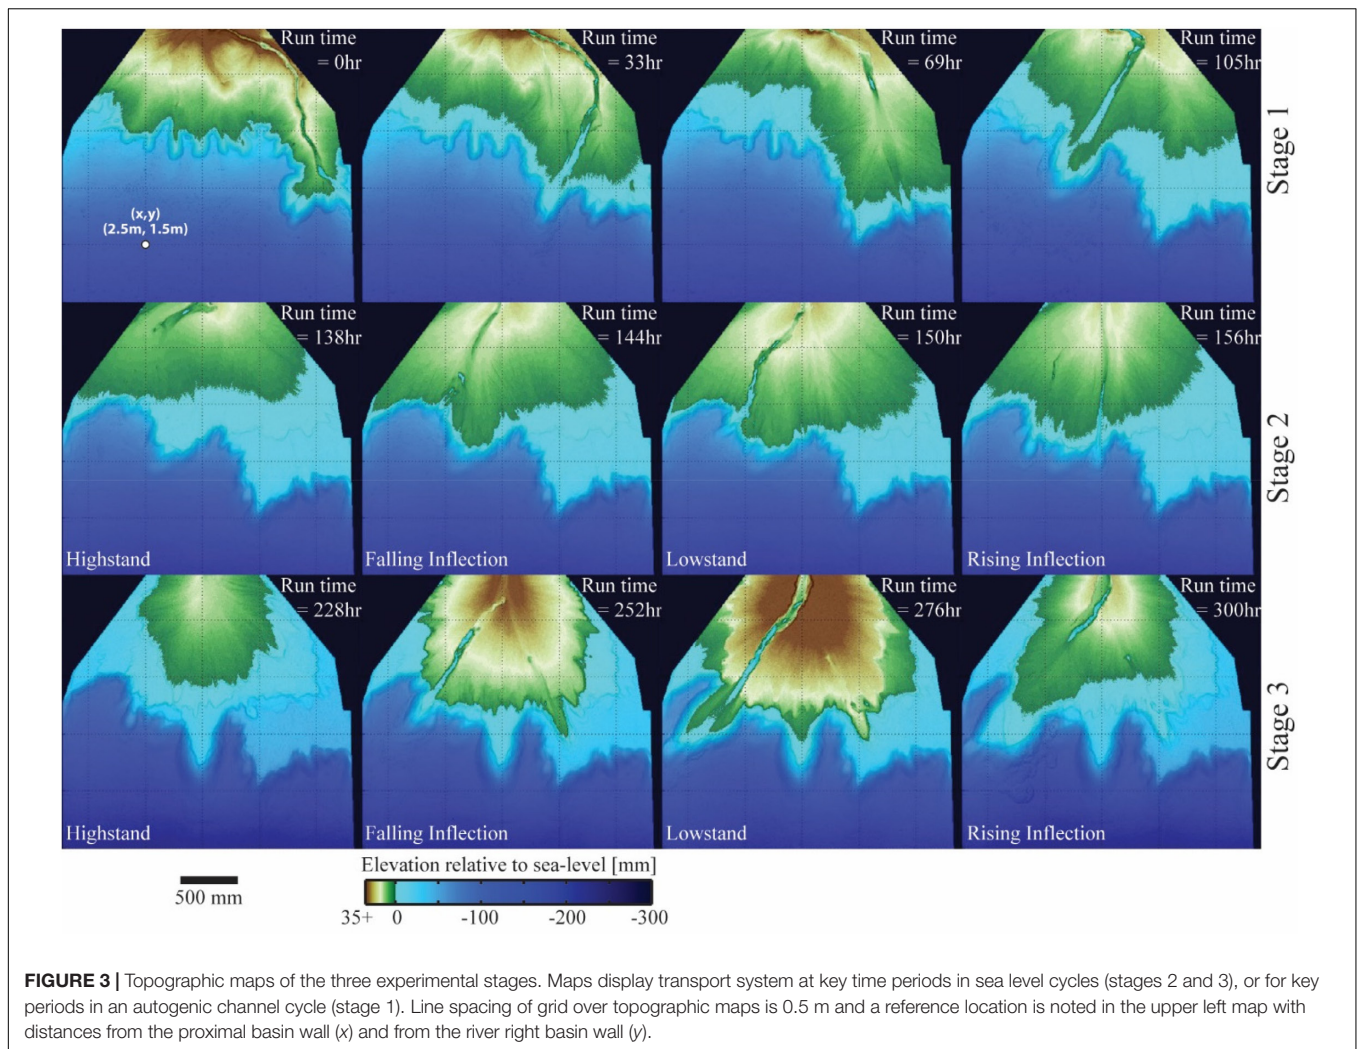 Run time
= 0hr
Run time
= 33hr
Run time
= 69hr
Run time
= 105hr
Stage 1
(x,y)
(2.5m, 1.5m)
Run time
= 138hr
Run time
= 144hr
Run time
= 150hr
Run time
= 156hr
Stage 2
Highstand
Falling Inflection
Lowstand
Rising Inflection
Run time
= 228hr
Run time
= 252hr
Run time
= 276hr
Run time
= 300hr
Stage 3
Highstand
Falling Inflection
Lowstand
Rising Inflection
500 mm
Elevation relative to sea-level [mm]
35+ 0 -100 -200 -300
FIGURE 3 | Topographic maps of the three experimental stages. Maps display transport system at key time periods in sea level cycles (stages 2 and 3), or for key
periods in an autogenic channel cycle (stage 1). Line spacing of grid over topographic maps is 0.5 m and a reference location is noted in the upper left map with
distances from the proximal basin wall (x) and from the river right basin wall (y).